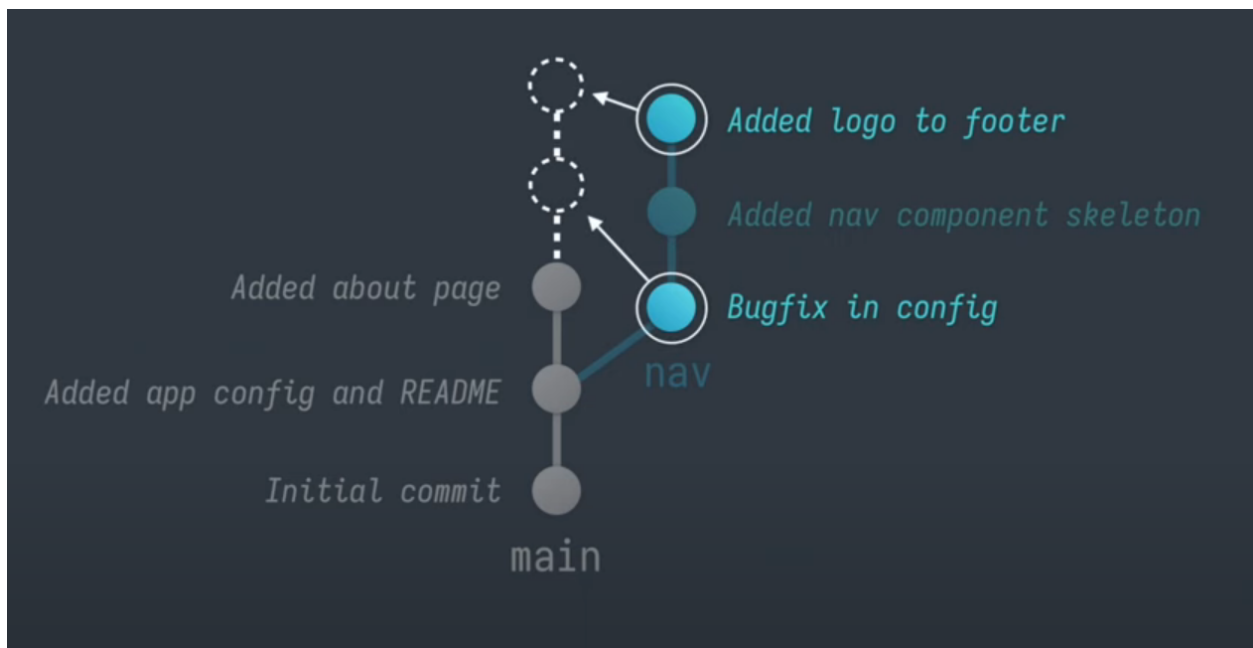 Added logo to footer
Added nav component skeleton
Added about page
Bugfix in config
nav
Added app config and README
Initial commit
main